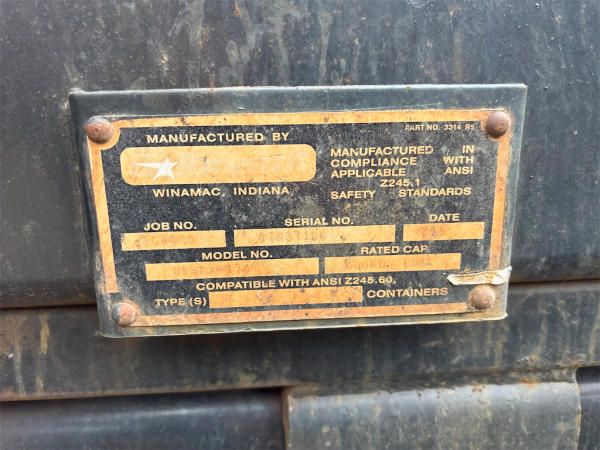 PART NO. 3314 R5
MANUFACTURED BY
WINAMAC, INDIANA,
MANUFACTURED IN
COMPLIANCE WITH
APPLICABLE ANSI
Z245.1
SAFETY STANDARDS
JOB NO.
SERIAL NO.
DATE
MODEL NO.
RATED CAP
COMPATIBLE WITH ANSI Z245.60,
TYPE (S)
CONTAINERS